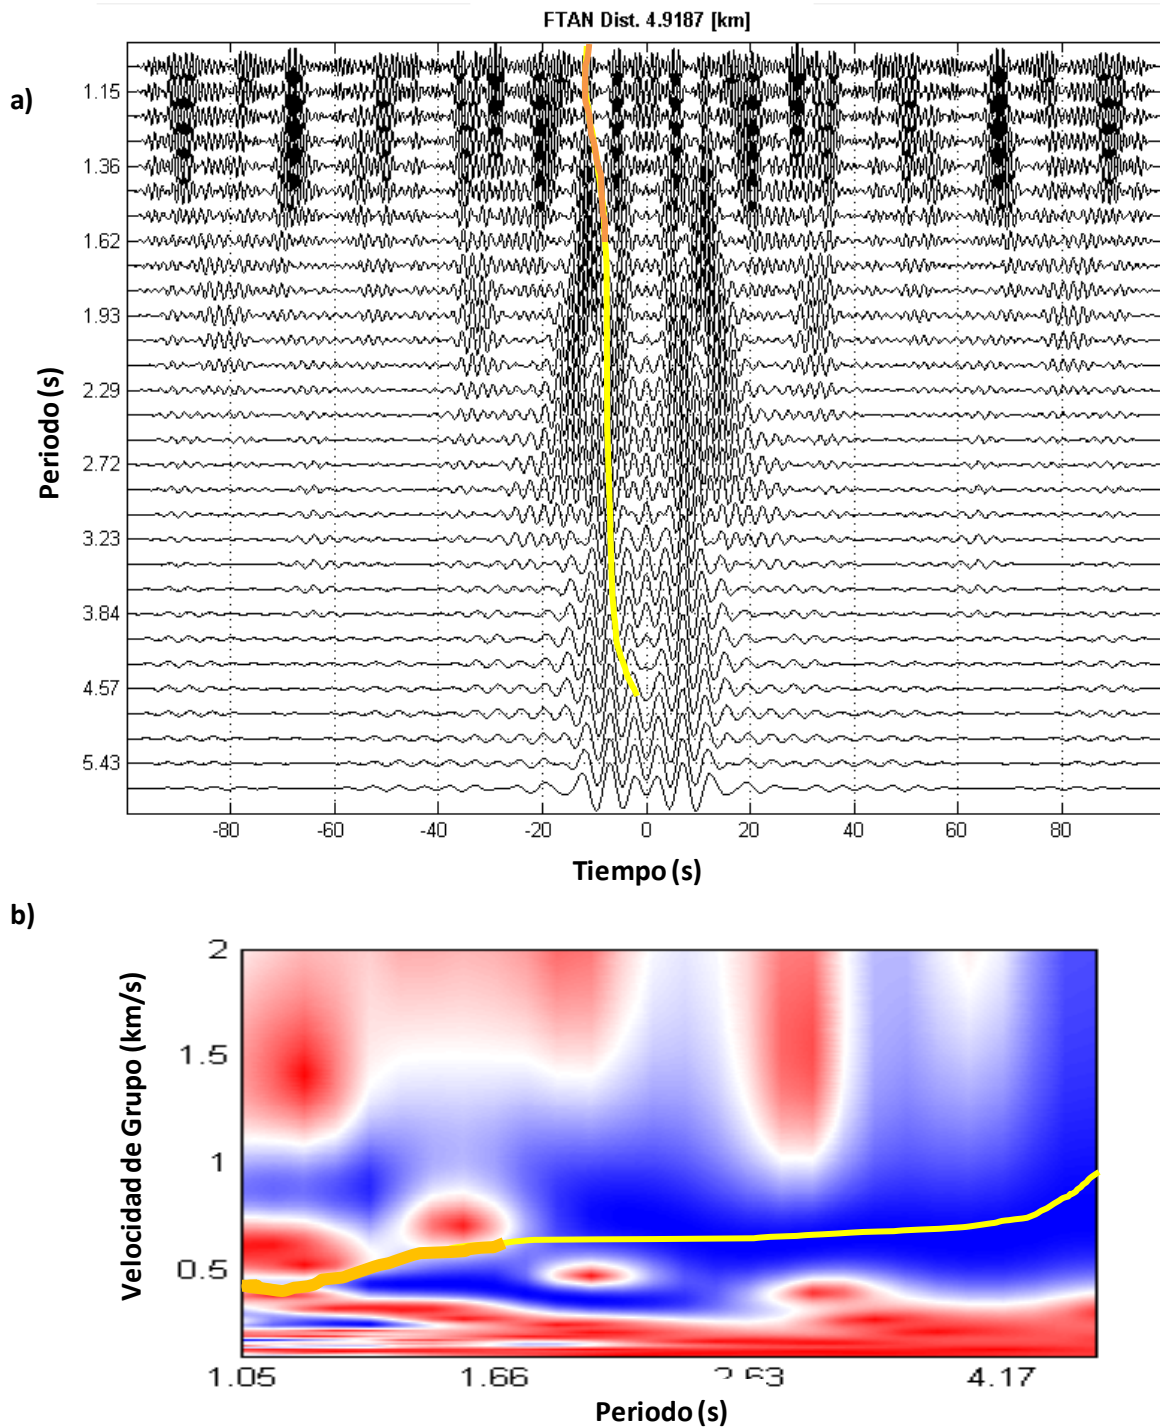 FTAN Dist. 4.9187 [km]
a)
1.15
1.36
1.62
1.93
2.29
2.72
3.23
3.84
4.57
5.43
Periodo (s)
-80 -60 -40 -20 0 20 40 60 80
Tiempo (s)
b)
2
1.5
1
0.5
Velocidad de Grupo (km/s)
1.05 1.66 2.63 4.17
Periodo (s)